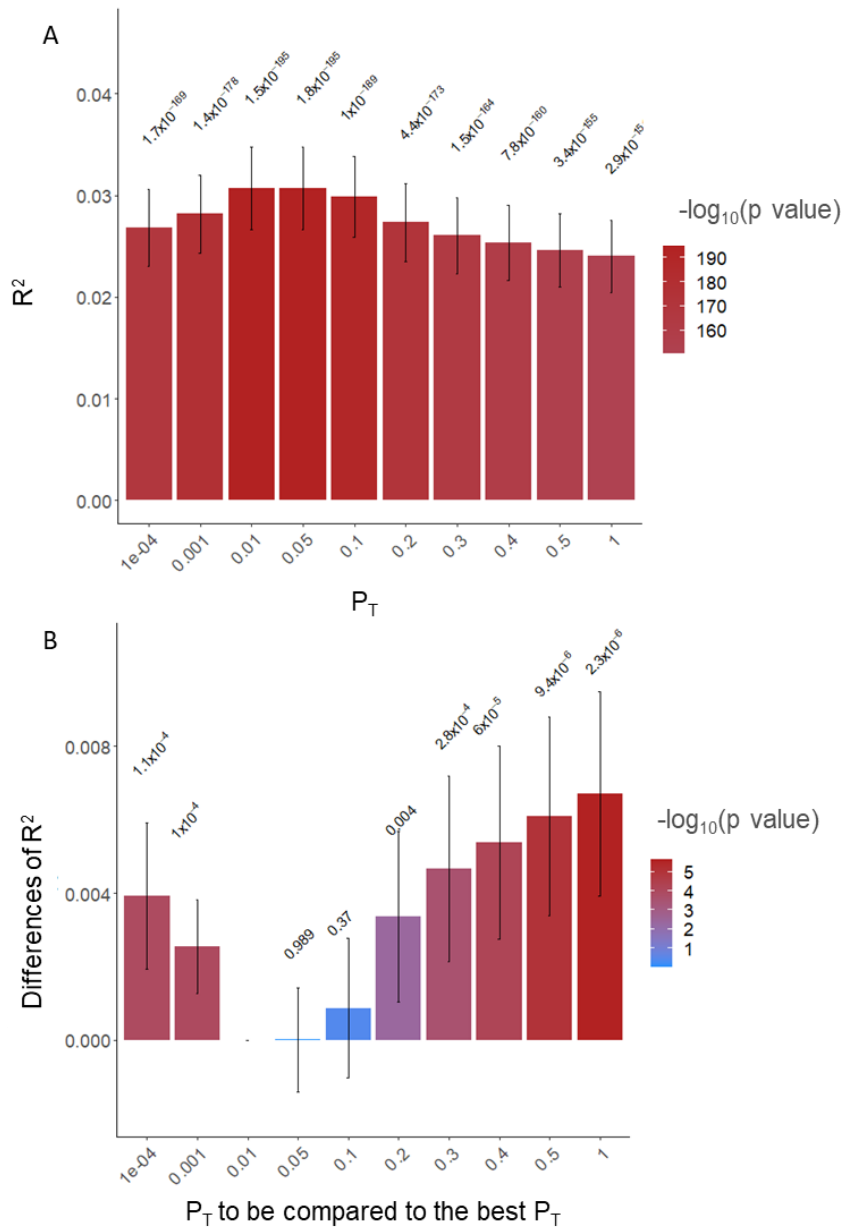 A
1.7x10⁻¹⁶⁹ 1.4x10⁻¹⁷⁸ 1.5x10⁻¹⁹⁵ 1.8x10⁻¹⁹⁵ 1x10⁻¹⁸⁹ 4.4x10⁻¹⁷³ 1.5x10⁻¹⁶⁴ 7.8x10⁻¹⁶⁰ 3.4x10⁻¹⁵⁵ 2.9x10⁻¹⁵
0.04
0.03
0.02
0.01
0.00
R²
-log₁₀(p value)
190
180
170
160
1e-04 0.001 0.01 0.05 0.1 0.2 0.3 0.4 0.5 1
P_T
B
1.1x10⁻⁴ 1x10⁻⁴ 0.989 0.37 0.004 2.8x10⁻⁴ 6x10⁻⁵ 9.4x10⁻⁶ 2.3x10⁻⁶
0.008
0.004
0.000
Differences of R²
-log₁₀(p value)
5
4
3
2
1
1e-04 0.001 0.01 0.05 0.1 0.2 0.3 0.4 0.5 1
P_T to be compared to the best P_T